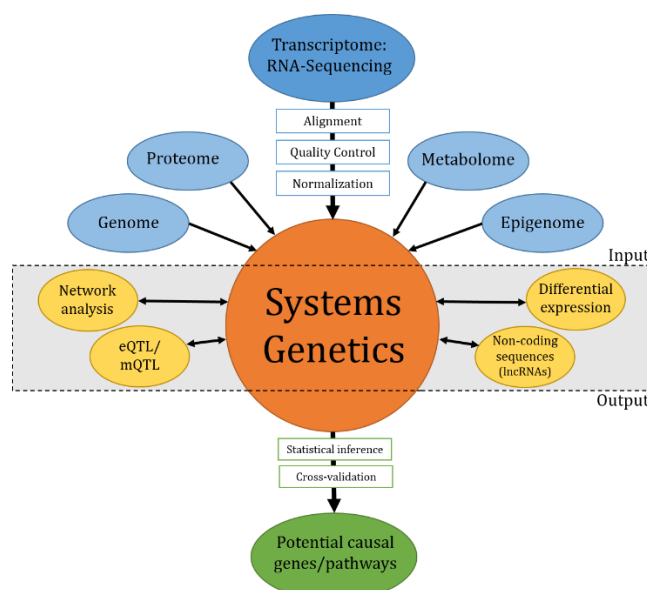 Transcriptome:
RNA-Sequencing
Alignment
Quality Control
Normalization
Proteome
Metabolome
Genome
Epigenome
Input
Network
analysis
Differential
expression
Systems
Genetics
eQTL/
mQTL
Non-coding
sequences
(lncRNAs)
Output
Statistical inference
Cross-validation
Potential causal
genes/pathways